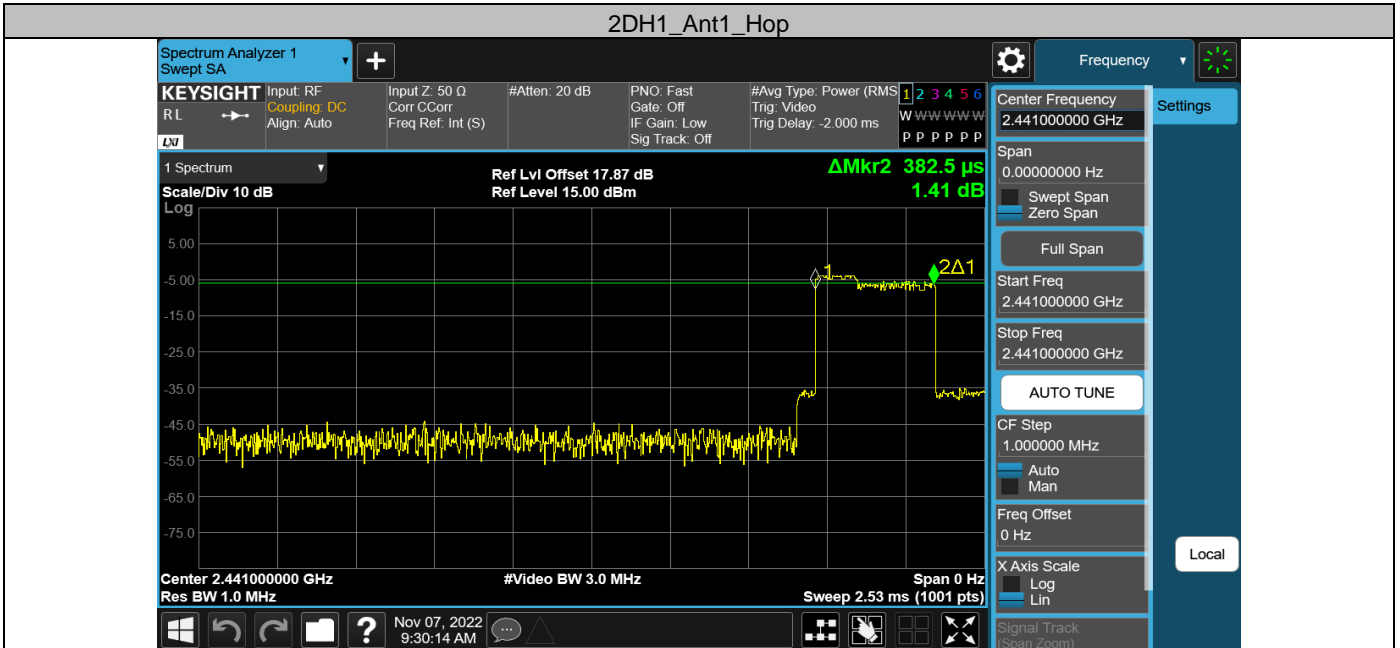 2DH1_Ant1_Hop
Spectrum Analyzer 1
Swept SA
+
Frequency
KEYSIGHT
RL
LXI
Input: RF
Coupling: DC
Align: Auto
Input Z: 50 Ω
Corr CCorr
Freq Ref: Int (S)
#Atten: 20 dB
PNO: Fast
Gate: Off
IF Gain: Low
Sig Track: Off
#Avg Type: Power (RMS
Trig: Video
Trig Delay: -2.000 ms
1 2 3 4 5 6
W W W W W W
P P P P P P
1 Spectrum
Scale/Div 10 dB
Log
Ref Lvl Offset 17.87 dB
Ref Level 15.00 dBm
ΔMkr2 382.5 µs
1.41 dB
5.00
-5.00
-15.0
-25.0
-35.0
-45.0
-55.0
-65.0
-75.0
1
2Δ1
Center 2.441000000 GHz
Res BW 1.0 MHz
#Video BW 3.0 MHz
Span 0 Hz
Sweep 2.53 ms (1001 pts)
Nov 07, 2022
9:30:14 AM
?
Center Frequency
2.441000000 GHz
Settings
Span
0.00000000 Hz
Swept Span
Zero Span
Full Span
Start Freq
2.441000000 GHz
Stop Freq
2.441000000 GHz
AUTO TUNE
CF Step
1.000000 MHz
Auto
Man
Freq Offset
0 Hz
X Axis Scale
Log
Lin
Local
Signal Track
(Span Zoom)